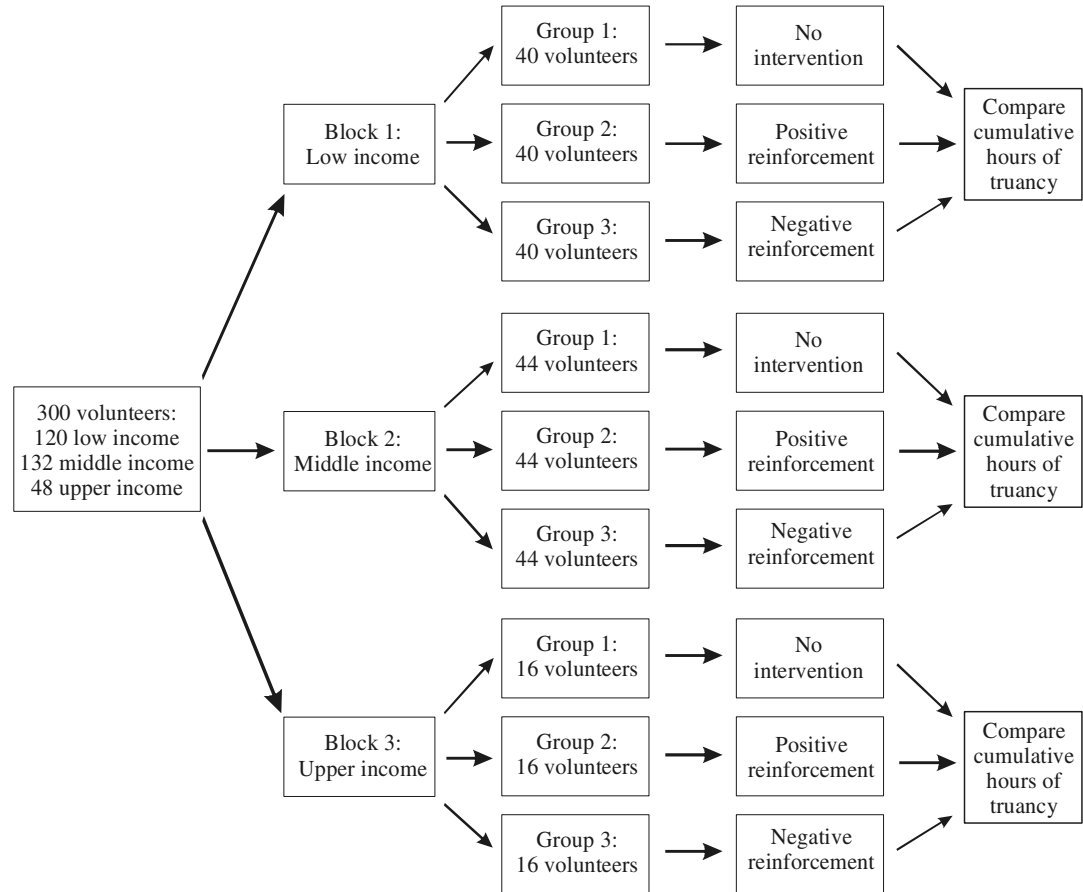 300 volunteers:
120 low income
132 middle income
48 upper income
Block 1:
Low income
Group 1:
40 volunteers
No
intervention
Group 2:
40 volunteers
Positive
reinforcement
Group 3:
40 volunteers
Negative
reinforcement
Compare
cumulative
hours of
truancy
Block 2:
Middle income
Group 1:
44 volunteers
No
intervention
Group 2:
44 volunteers
Positive
reinforcement
Group 3:
44 volunteers
Negative
reinforcement
Compare
cumulative
hours of
truancy
Block 3:
Upper income
Group 1:
16 volunteers
No
intervention
Group 2:
16 volunteers
Positive
reinforcement
Group 3:
16 volunteers
Negative
reinforcement
Compare
cumulative
hours of
truancy